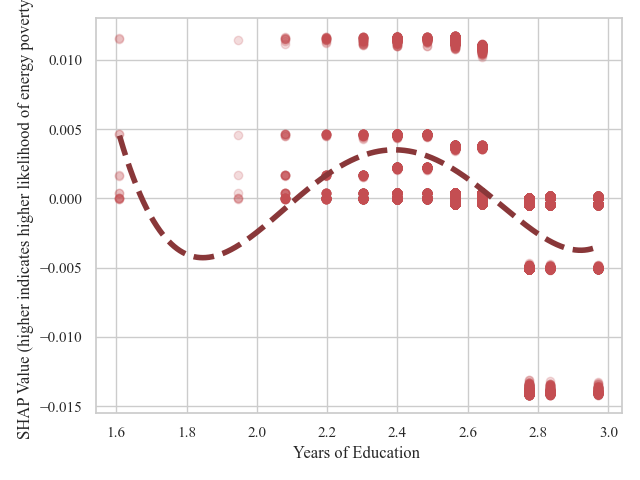 SHAP Value (higher indicates higher likelihood of energy poverty
0.010
0.005
0.000
−0.005
−0.010
−0.015
1.6 1.8 2.0 2.2 2.4 2.6 2.8 3.0
Years of Education